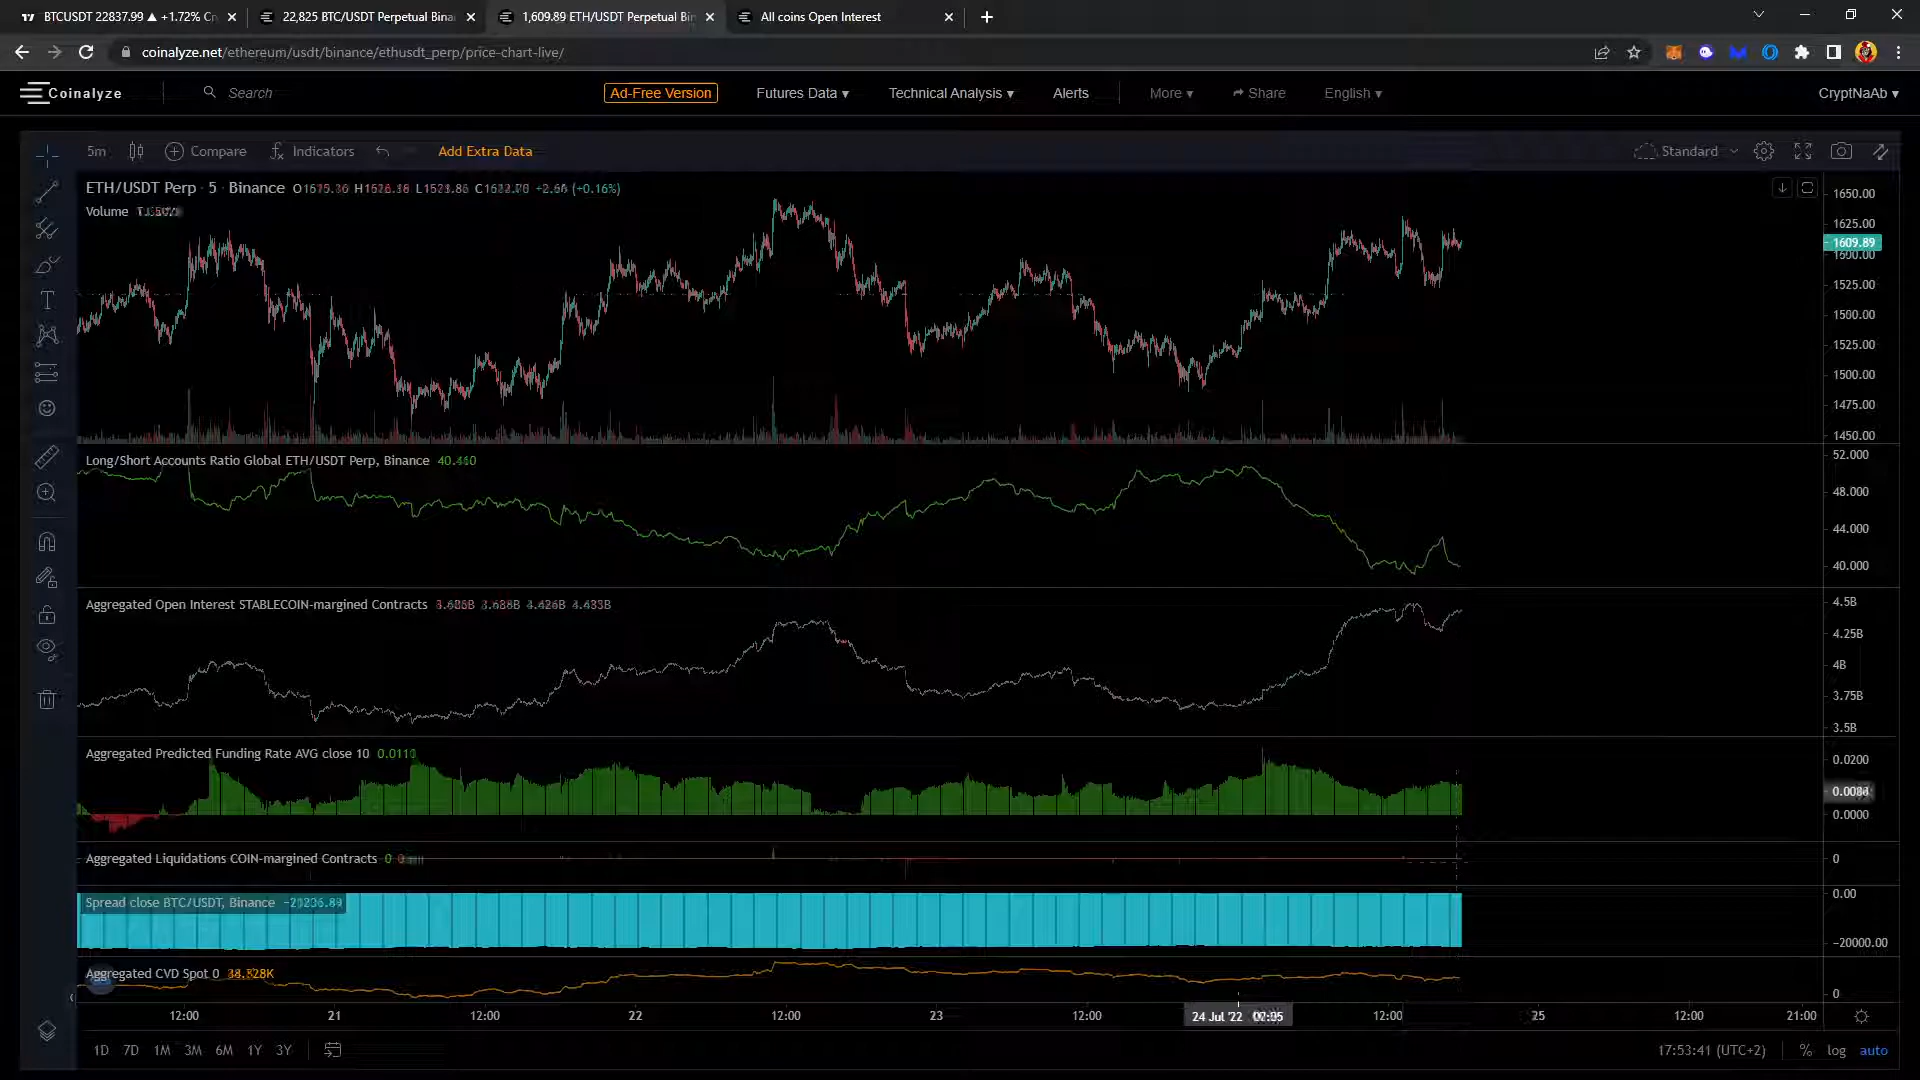 BTCUSDT 22837.99 ▲ +1.72% Cr
22,825 BTC/USDT Perpetual Bina
1,609.89 ETH/USDT Perpetual Bin
All coins Open Interest
coinalyze.net/ethereum/usdt/binance/ethusdt_perp/price-chart-live/
Coinalyze
Search
Ad-Free Version
Futures Data ▾
Technical Analysis ▾
Alerts
More ▾
Share
English ▾
CryptNaAb ▾
5m
Compare
Indicators
Add Extra Data
Standard
ETH/USDT Perp · 5 · Binance +2.66 (+0.16%)
Volume
1650.00
1625.00
1609.89
1600.00
1525.00
1500.00
1525.00
1500.00
1475.00
1450.00
Long/Short Accounts Ratio Global ETH/USDT Perp, Binance
52.000
48.000
44.000
40.000
Aggregated Open Interest STABLECOIN-margined Contracts
4.5B
4.25B
4B
3.75B
3.5B
Aggregated Predicted Funding Rate AVG close 10
0.0200
0.0000
Aggregated Liquidations COIN-margined Contracts 0
0
Spread close BTC/USDT, Binance
0.00
−20000.00
Aggregated CVD Spot 0
0
12:00 21 12:00 22 12:00 23 12:00 24 Jul '22 12:00 25 12:00 21:00
1D 7D 1M 3M 6M 1Y 3Y
17:53:41 (UTC+2) % log auto